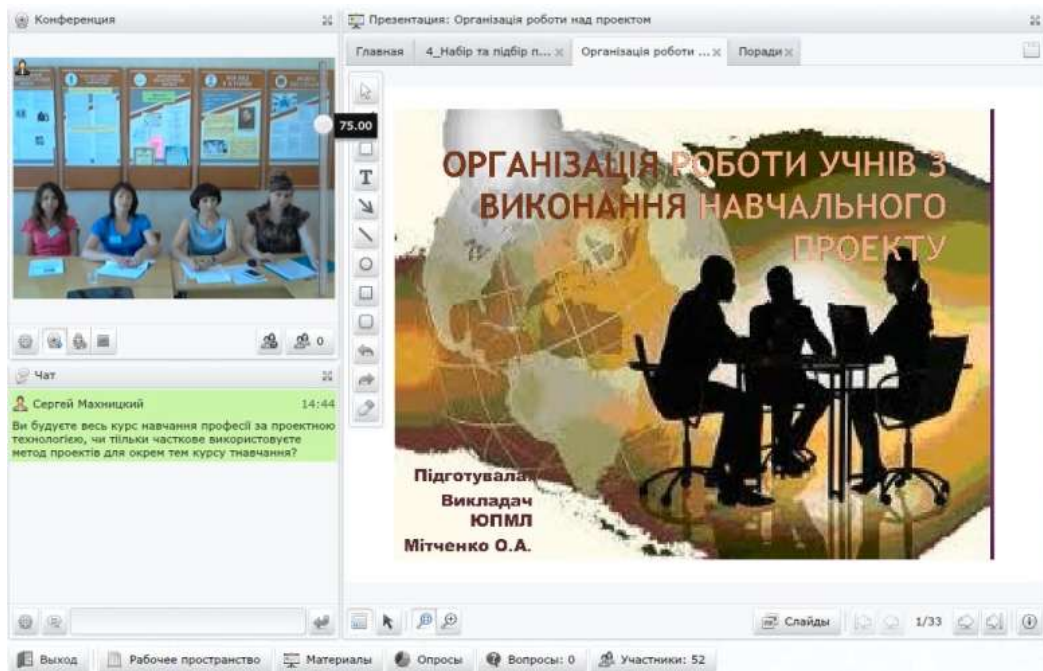 Конференция
Презентация: Організація роботи над проектом
Главная
4_Набір та підбір п...
Організація роботи ...
Поради
75.00
T
ОРГАНІЗАЦІЯ РОБОТИ УЧНІВ З
ВИКОНАННЯ НАВЧАЛЬНОГО
ПРОЕКТУ
Підготувала:
Викладач
ЮПМЛ
Мітченко О.А.
0
Чат
Сергей Махницкий 14:44
Ви будуєте весь курс навчання професії за проектною
технологією, чи тіільки часткове використовуєте
метод проектів для окрем тем курсу тнавчання?
Слайды
1/33
Выход
Рабочее пространство
Материалы
Опросы
Вопросы: 0
Участники: 52